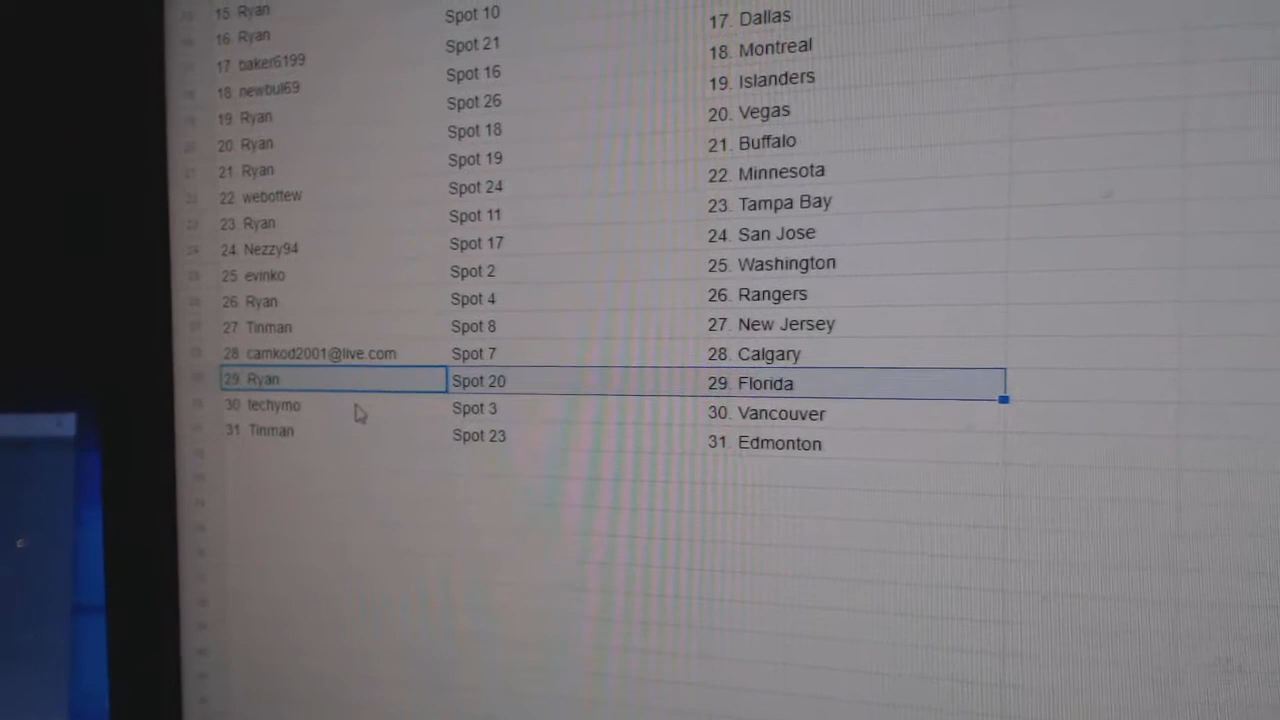 15 Ryan Spot 10 17. Dallas
16 Ryan Spot 21 18. Montreal
17 baker6199 Spot 16 19. Islanders
18 newbul69 Spot 26 20. Vegas
19 Ryan Spot 18 21. Buffalo
20 Ryan Spot 19 22. Minnesota
21 Ryan Spot 24 23. Tampa Bay
22 webottew Spot 11 24. San Jose
23 Ryan Spot 17 25. Washington
24. Nezzy94 Spot 2 26. Rangers
25 evinko Spot 4 27. New Jersey
26 Ryan Spot 8 28. Calgary
27 Tinman Spot 7 29. Florida
28 camkod2001@live.com Spot 20 30. Vancouver
29 Ryan Spot 3 31. Edmonton
30 techymo Spot 23
31 Tinman